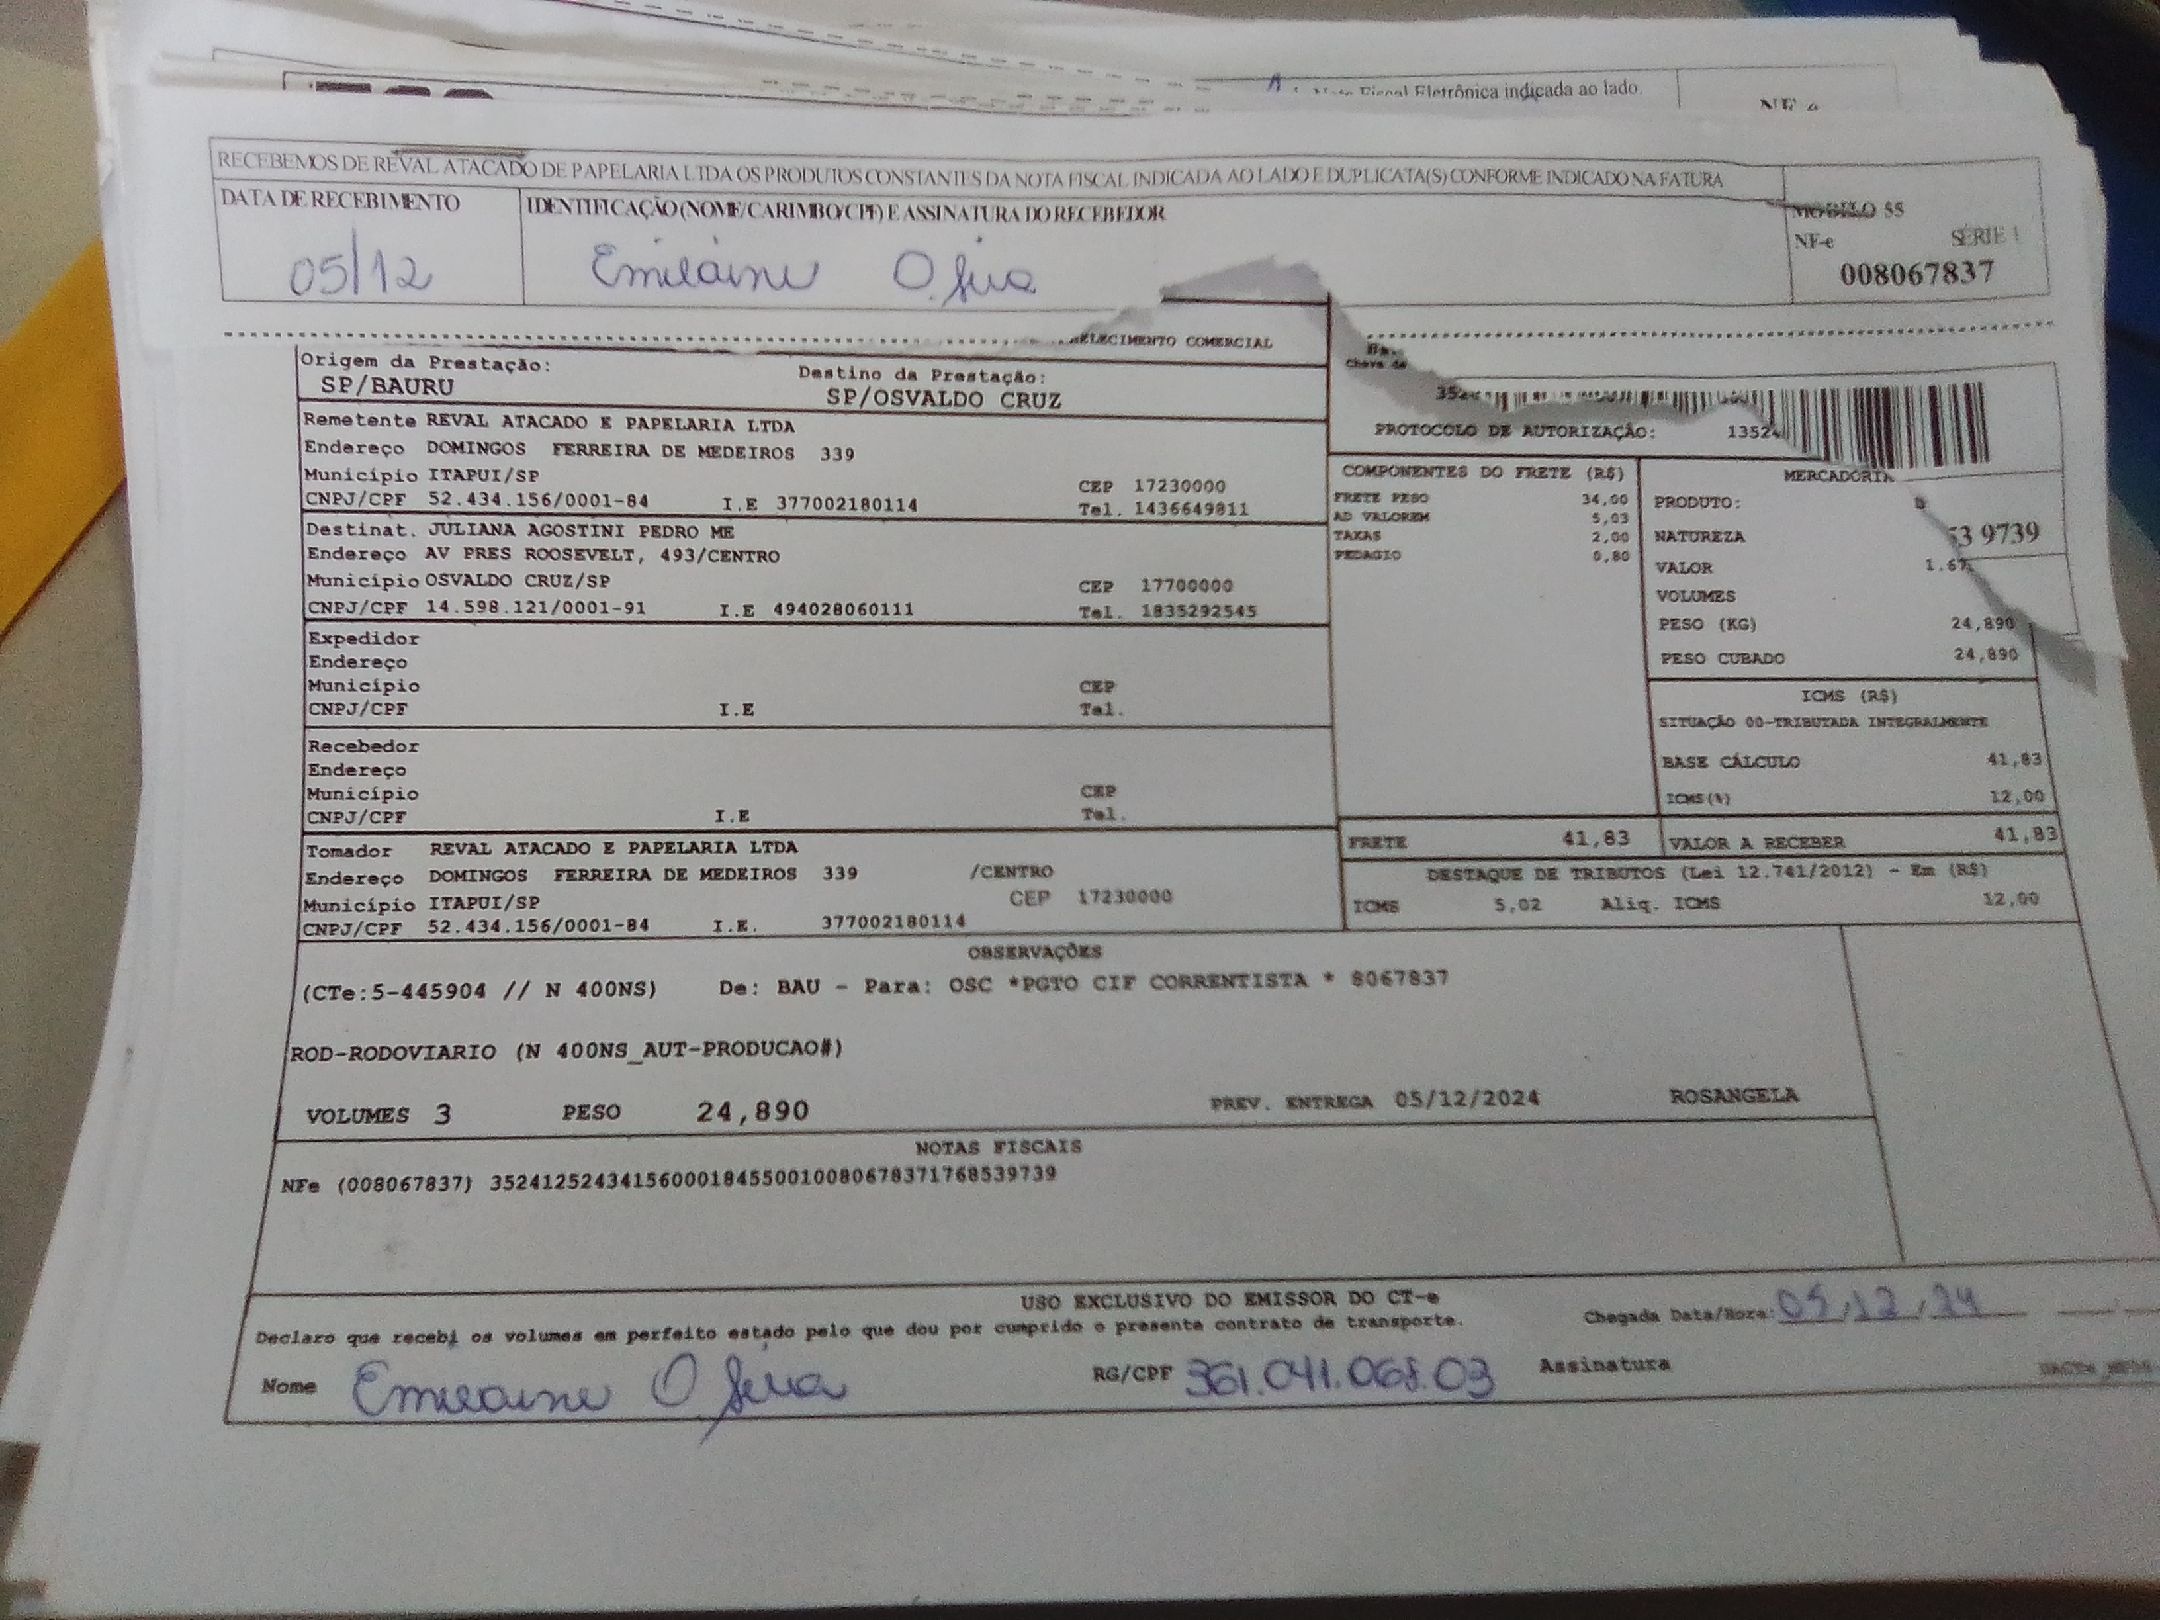 Nota Fiscal Eletrônica indicada ao lado.
RECEBEMOS DE REVAL ATACADO DE PAPELARIA LTDA OS PRODUTOS CONSTANTES DA NOTA FISCAL INDICADA AO LADO E DUPLICATA(S) CONFORME INDICADO NA FATURA
DATA DE RECEBIMENTO IDENTIFICAÇÃO (NOME/CARIMBO/CPF) E ASSINATURA DO RECEBEDOR MODELO 55
NF-e SÉRIE 1
05/12 008067837
ELECIMENTO COMERCIAL
Origem da Prestação: Destino da Prestação:
SP/BAURU SP/OSVALDO CRUZ
PROTOCOLO DE AUTORIZAÇÃO: 13524
Remetente REVAL ATACADO E PAPELARIA LTDA
Endereço DOMINGOS FERREIRA DE MEDEIROS 339
Município ITAPUI/SP CEP 17230000
CNPJ/CPF 52.434.156/0001-84 I.E 377002180114 Tel. 1436649811
Destinat. JULIANA AGOSTINI PEDRO ME
Endereço AV PRES ROOSEVELT, 493/CENTRO
Município OSVALDO CRUZ/SP CEP 17700000
CNPJ/CPF 14.598.121/0001-91 I.E 494028060111 Tel. 1835292545
Expedidor
Endereço
Município CEP
CNPJ/CPF I.E Tel.
Recebedor
Endereço
Município CEP
CNPJ/CPF I.E Tel.
Tomador REVAL ATACADO E PAPELARIA LTDA
Endereço DOMINGOS FERREIRA DE MEDEIROS 339 /CENTRO
Município ITAPUI/SP CEP 17230000
CNPJ/CPF 52.434.156/0001-84 I.E. 377002180114
COMPONENTES DO FRETE (R$)
FRETE PESO 34,00
AD VALOREM 5,03
TAXAS 2,00
PEDAGIO 0,80
MERCADORIA
PRODUTO:
NATUREZA 53 9739
VALOR 1.67
VOLUMES
PESO (KG) 24,890
PESO CUBADO 24,890
ICMS (R$)
SITUAÇÃO 00-TRIBUTADA INTEGRALMENTE
BASE CÁLCULO 41,83
ICMS(%) 12,00
FRETE 41,83 VALOR A RECEBER 41,83
DESTAQUE DE TRIBUTOS (Lei 12.741/2012) - Em (R$)
ICMS 5,02 Aliq. ICMS 12,00
OBSERVAÇÕES
(CTe:5-445904 // N 400NS) De: BAU - Para: OSC *PGTO CIF CORRENTISTA * 8067837
ROD-RODOVIARIO (N 400NS_AUT-PRODUCAO#)
VOLUMES 3 PESO 24,890 PREV. ENTREGA 05/12/2024 ROSANGELA
NOTAS FISCAIS
NFe (008067837) 35241252434156000184550010080678371768539739
USO EXCLUSIVO DO EMISSOR DO CT-e
Declaro que recebi os volumes em perfeito estado pelo que dou por cumprido o presente contrato de transporte. Chegada Data/Hora: 05,12,24
Nome RG/CPF 361.041.068.03 Assinatura